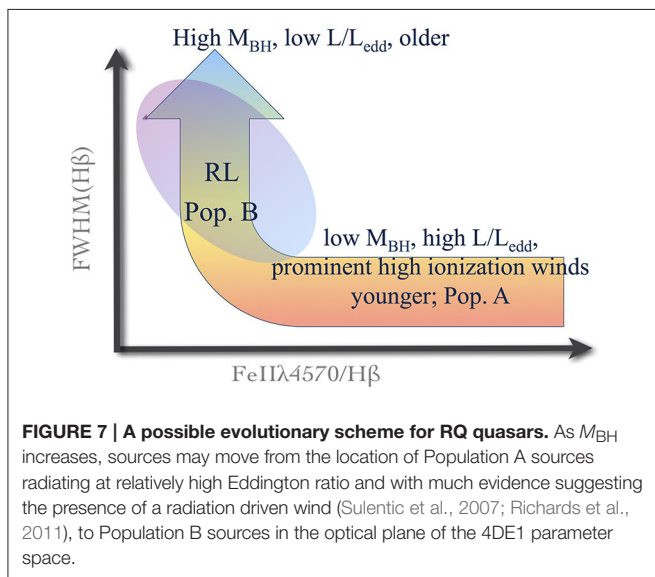 High M_BH, low L/L_edd, older
FWHM(Hβ)
RL
Pop. B
low M_BH, high L/L_edd,
prominent high ionization winds
younger; Pop. A
FeIIλ4570/Hβ
FIGURE 7 | A possible evolutionary scheme for RQ quasars. As M_BH
increases, sources may move from the location of Population A sources
radiating at relatively high Eddington ratio and with much evidence suggesting
the presence of a radiation driven wind (Sulentic et al., 2007; Richards et al.,
2011), to Population B sources in the optical plane of the 4DE1 parameter
space.